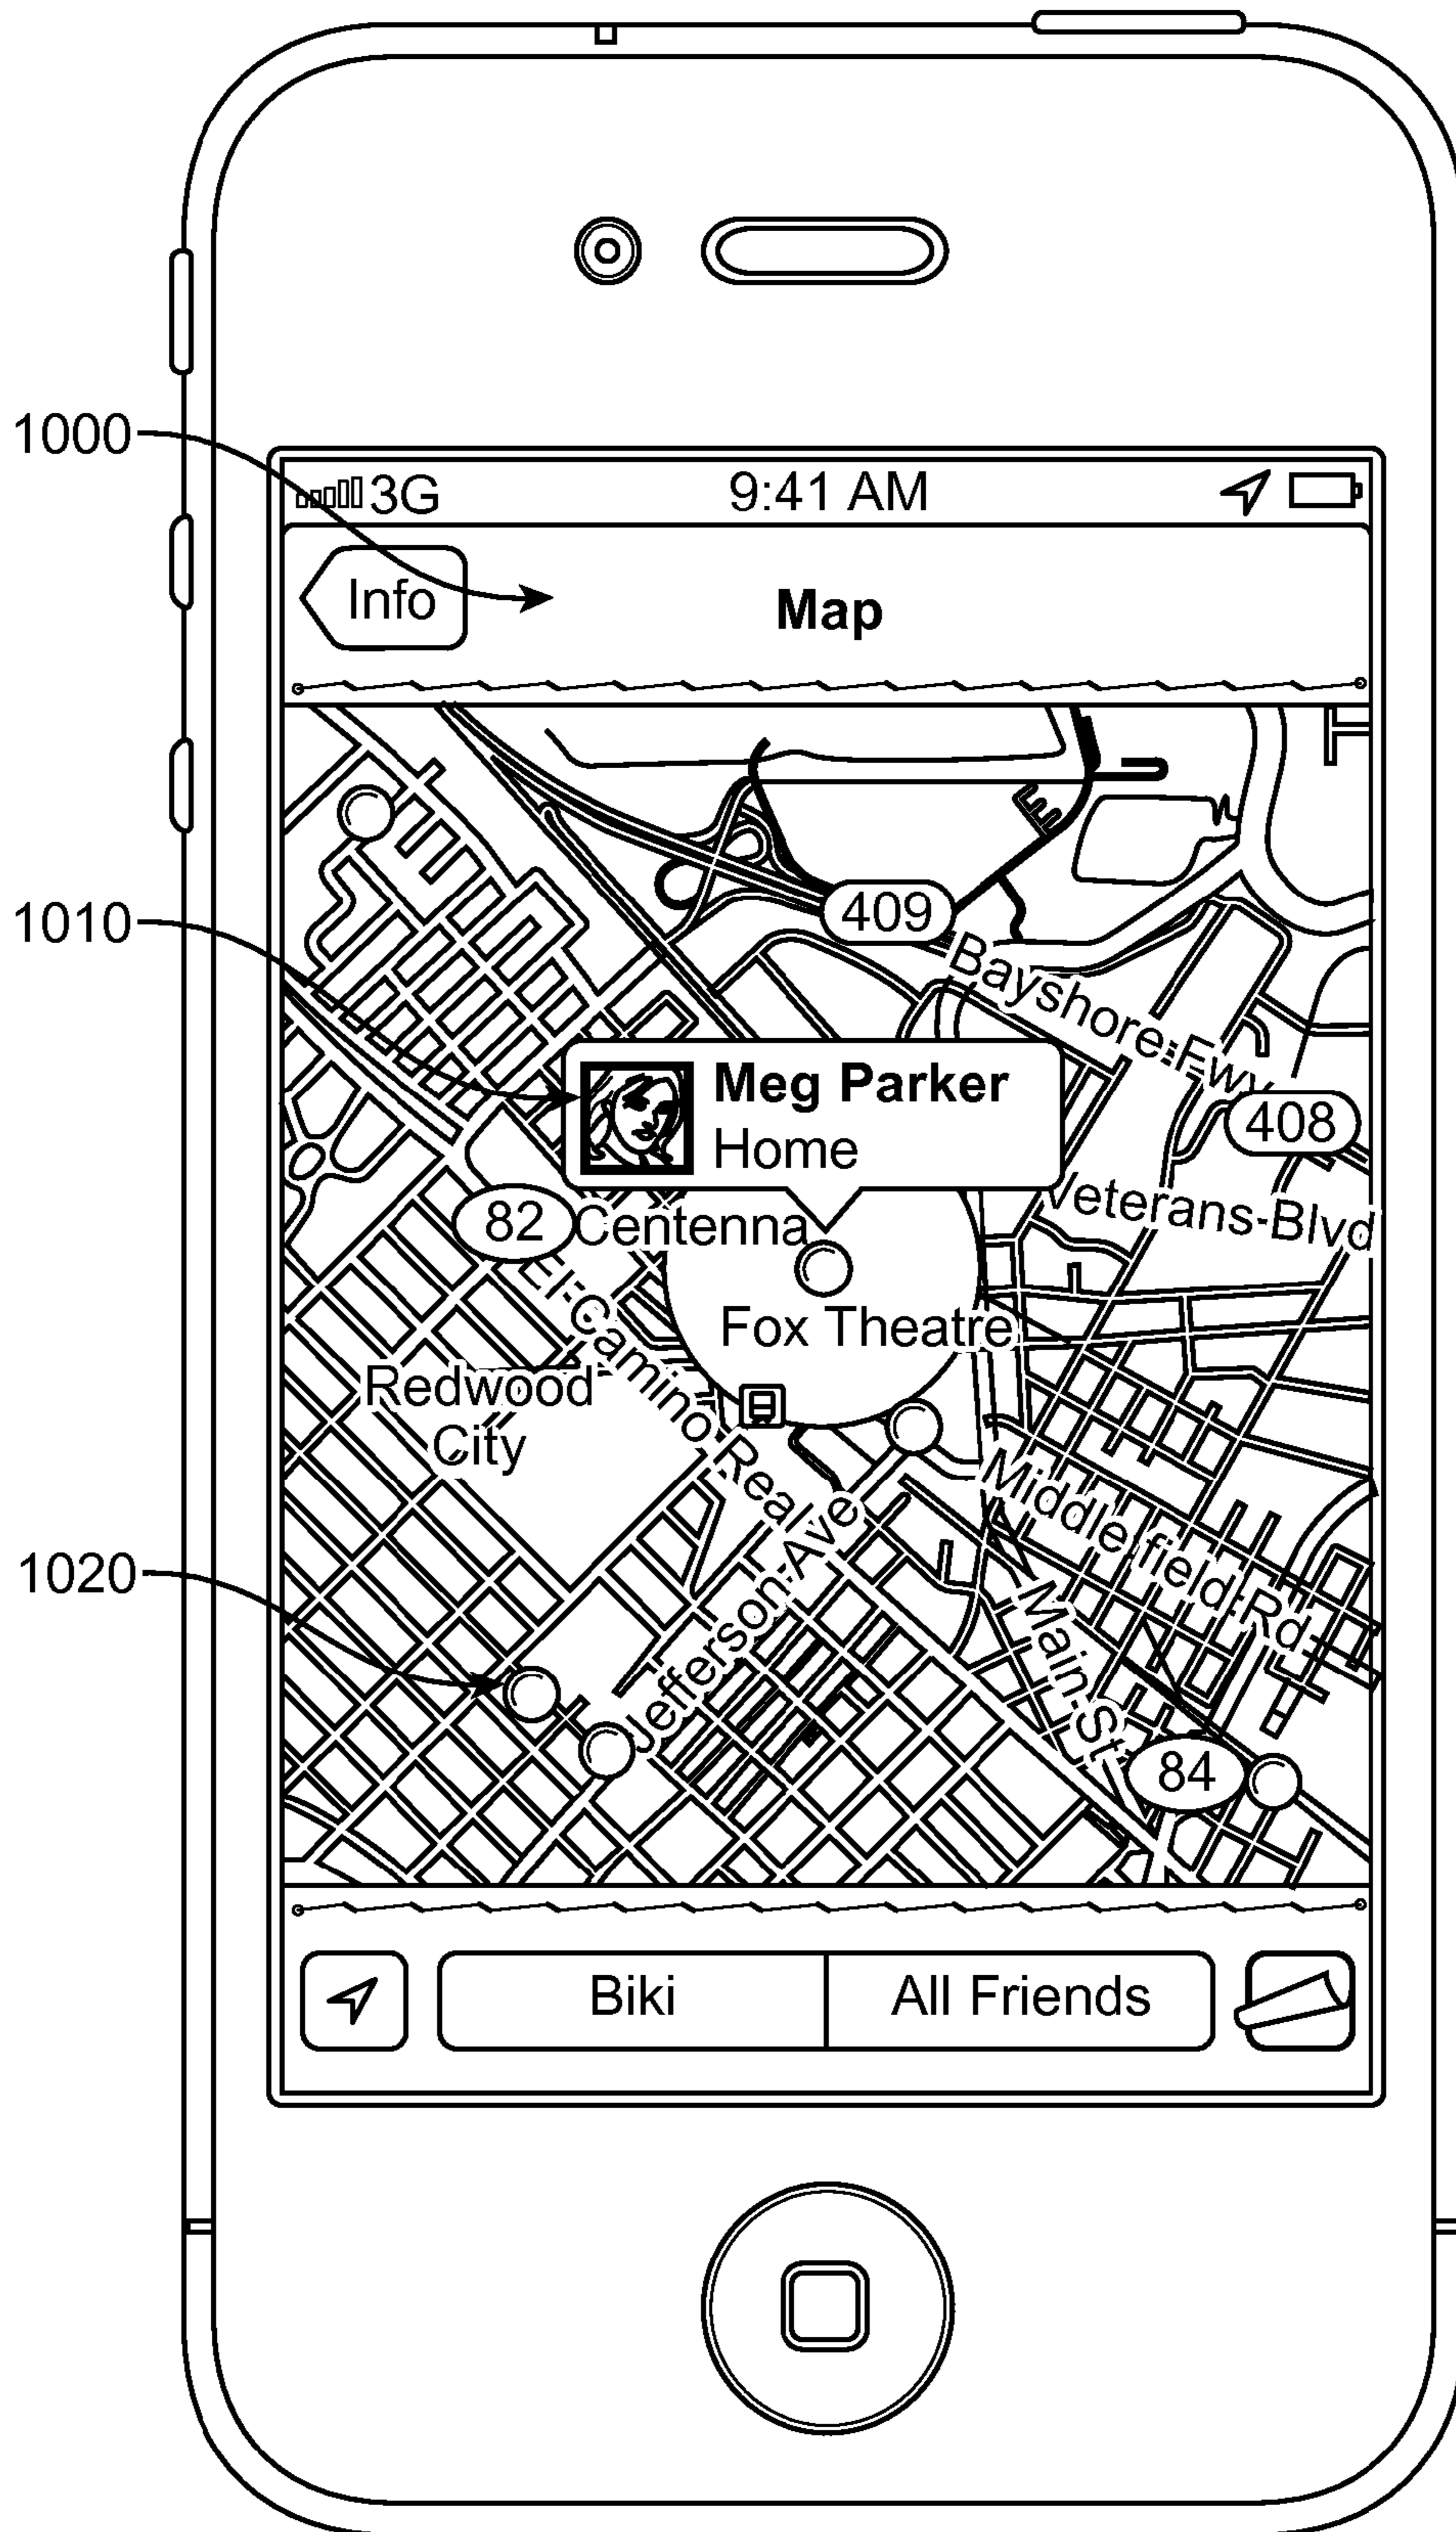 1000
3G 9:41 AM
Info
Map
409
1010
Bayshore Fwy
Meg Parker
Home
408
Veterans Blvd
82
Centenna
El Camino Real
Fox Theatre
Redwood
City
Jefferson Ave
Middlefield Rd
1020
Main St
84
Biki
All Friends